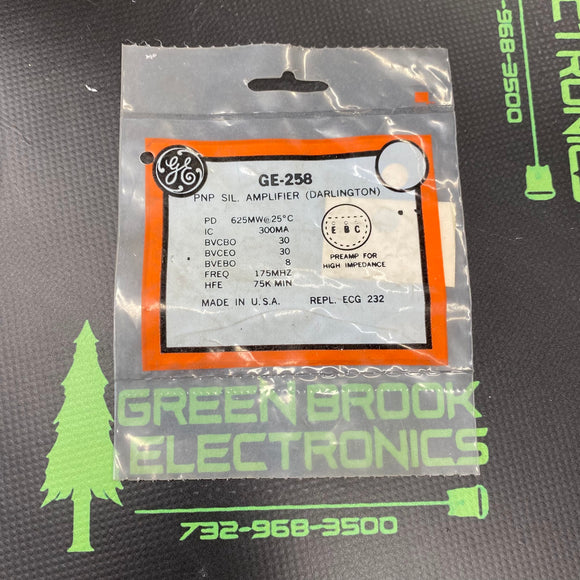 GE
GE-258
PNP SIL. AMPLIFIER (DARLINGTON)
PD 625MW@25°C
IC 300MA
BVCBO 30
BVCEO 30
BVEBO 8
FREQ 175MHZ
HFE 75K MIN
E B C
PREAMP FOR
HIGH IMPEDANCE
MADE IN U.S.A. REPL. ECG 232
GREEN BROOK
ELECTRONICS
732-968-3500
-968-3500